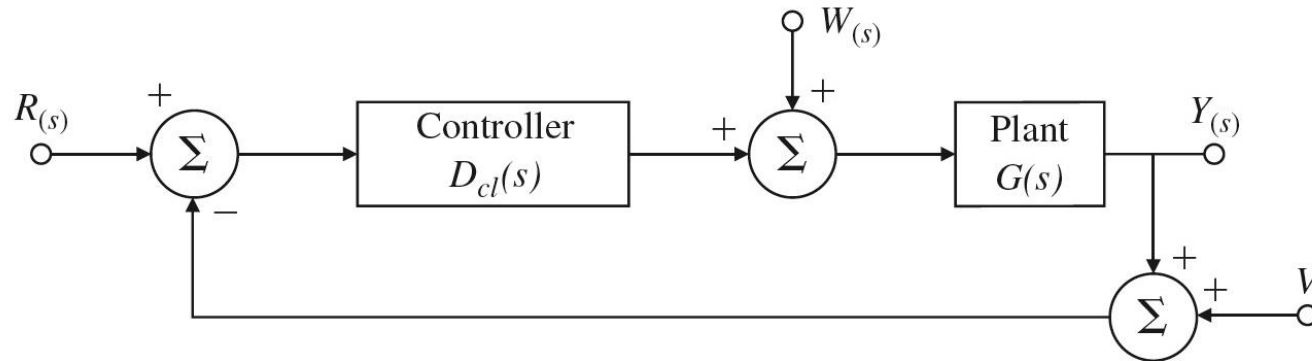 W(s)
+
+
R(s)
Σ
Controller
Dcl(s)
+
Σ
Plant
G(s)
Y(s)
−
+
+
Σ
V